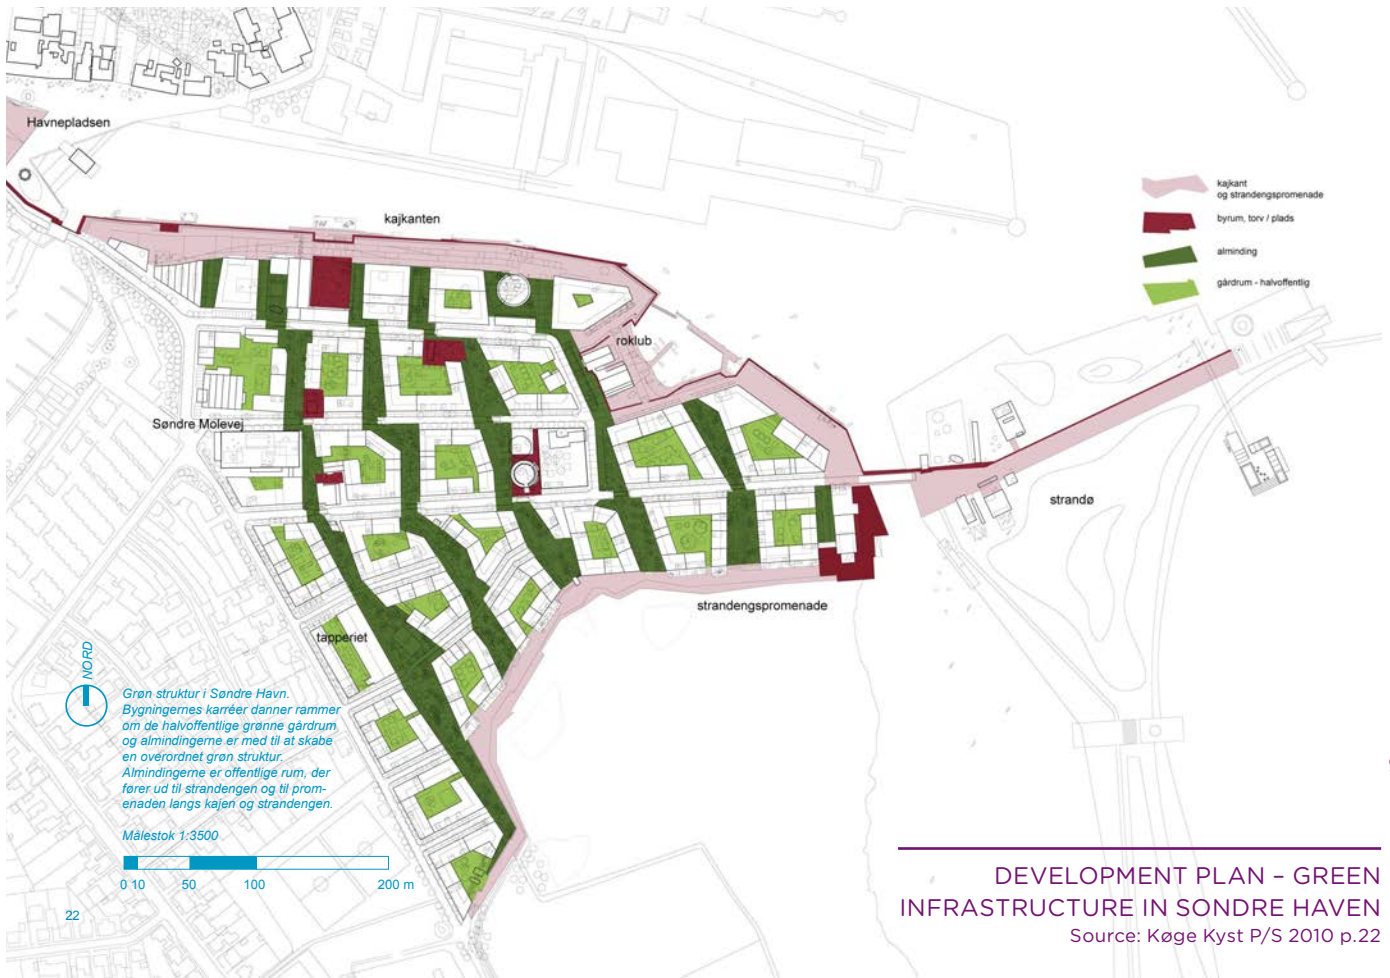 Havnepladsen
kajkanten
kajkant
og strandengspromenade
byrum, torv / plads
alminding
gårdrum - halvoffentlig
roklub
Søndre Molevej
strandø
strandengspromenade
tapperiet
NORD
Grøn struktur i Søndre Havn.
Bygningernes karréer danner rammer
om de halvoffentlige grønne gårdrum
og almindingerne er med til at skabe
en overordnet grøn struktur.
Almindingerne er offentlige rum, der
fører ud til strandengen og til prom-
enaden langs kajen og strandengen.
Målestok 1:3500
0 10 50 100 200 m
22
DEVELOPMENT PLAN – GREEN
INFRASTRUCTURE IN SONDRE HAVEN
Source: Køge Kyst P/S 2010 p.22